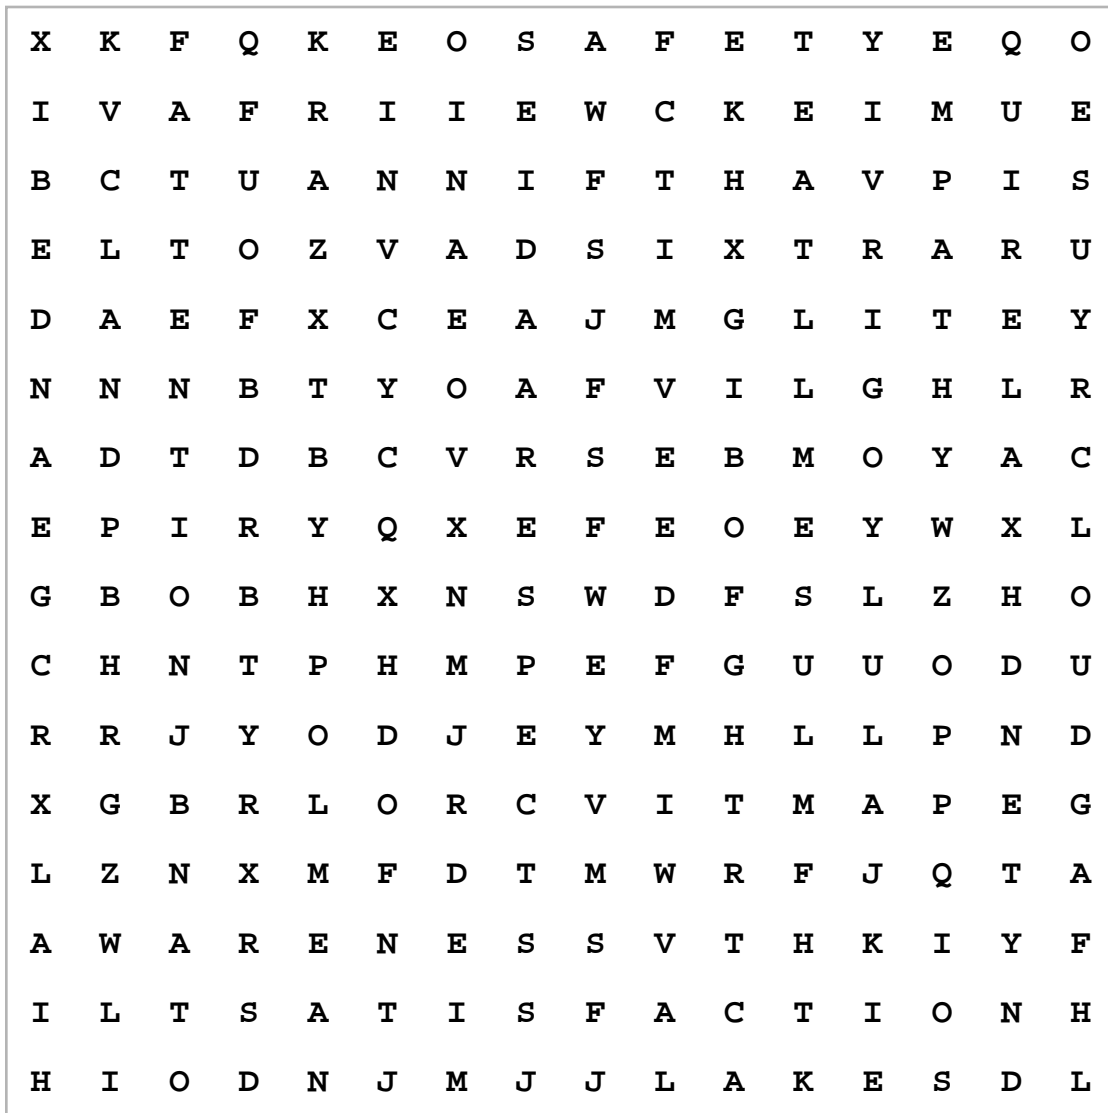 X K F Q K E O S A F E T Y E Q O
I V A F R I I E W C K E I M U E
B C T U A N N I F T H A V P I S
E L T O Z V A D S I X T R A R U
D A E F X C E A J M G L I T E Y
N N N B T Y O A F V I L G H L R
A D T D B C V R S E B M O Y A C
E P I R Y Q X E F E O E Y W X L
G B O B H X N S W D F S L Z H O
C H N T P H M P E F G U U O D U
R R J Y O D J E Y M H L L P N D
X G B R L O R C V I T M A P E G
L Z N X M F D T M W R F J Q T A
A W A R E N E S S V T H K I Y F
I L T S A T I S F A C T I O N H
H I O D N J M J J L A K E S D L